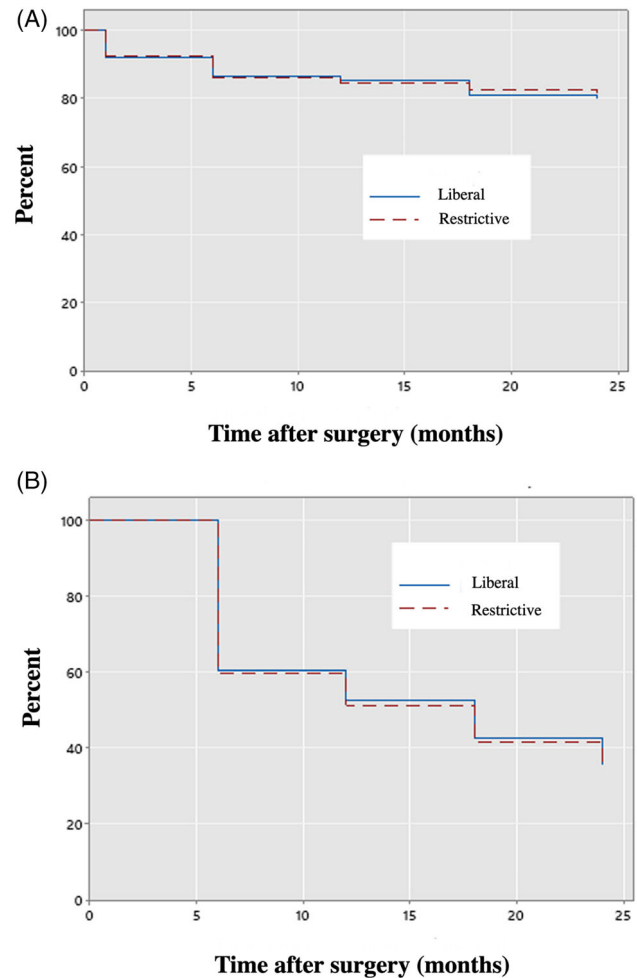 (A)
100
80
60
40
20
0
Percent
Liberal
Restrictive
0 5 10 15 20 25
Time after surgery (months)
(B)
100
80
60
40
20
0
Percent
Liberal
Restrictive
0 5 10 15 20 25
Time after surgery (months)